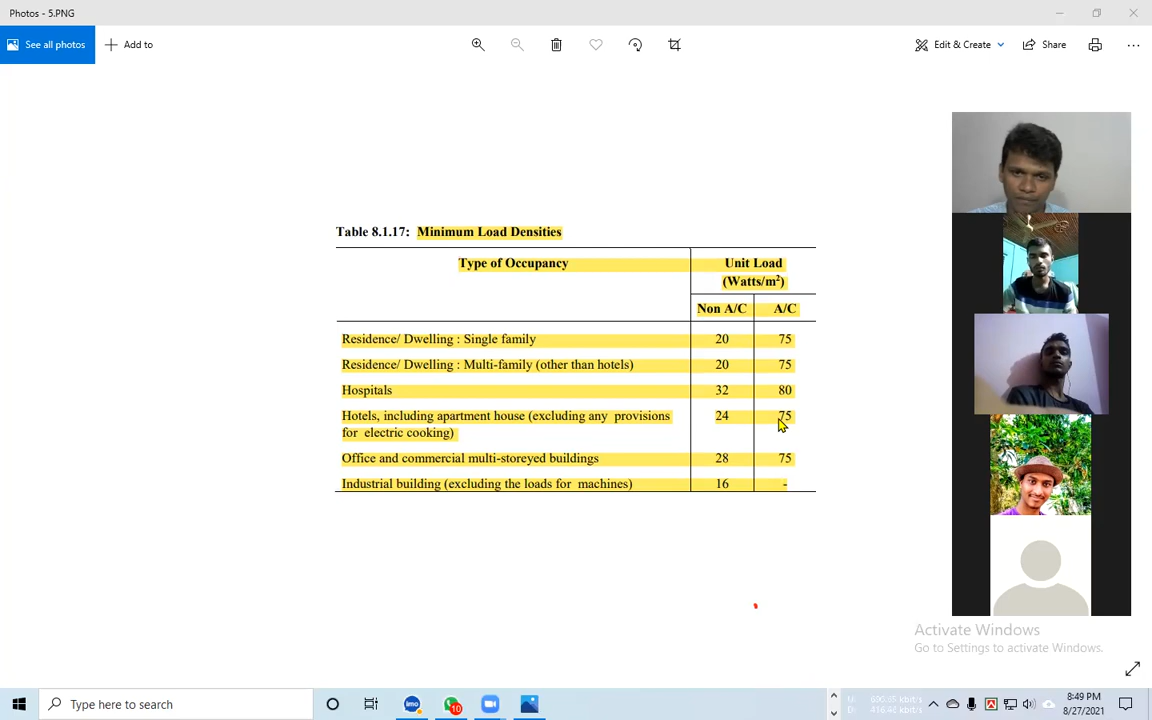 Photos - 5.PNG
See all photos
Add to
Edit & Create
Share
Table 8.1.17: Minimum Load Densities
Type of Occupancy
Unit Load
(Watts/m²)
Non A/C A/C
Residence/ Dwelling : Single family 20 75
Residence/ Dwelling : Multi-family (other than hotels) 20 75
Hospitals 32 80
Hotels, including apartment house (excluding any provisions 24 75
for electric cooking)
Office and commercial multi-storeyed buildings 28 75
Industrial building (excluding the loads for machines) 16 -
Activate Windows
Go to Settings to activate Windows.
Type here to search
imo
10
U:
kbit/s
D:
kbit/s
8:49 PM
8/27/2021